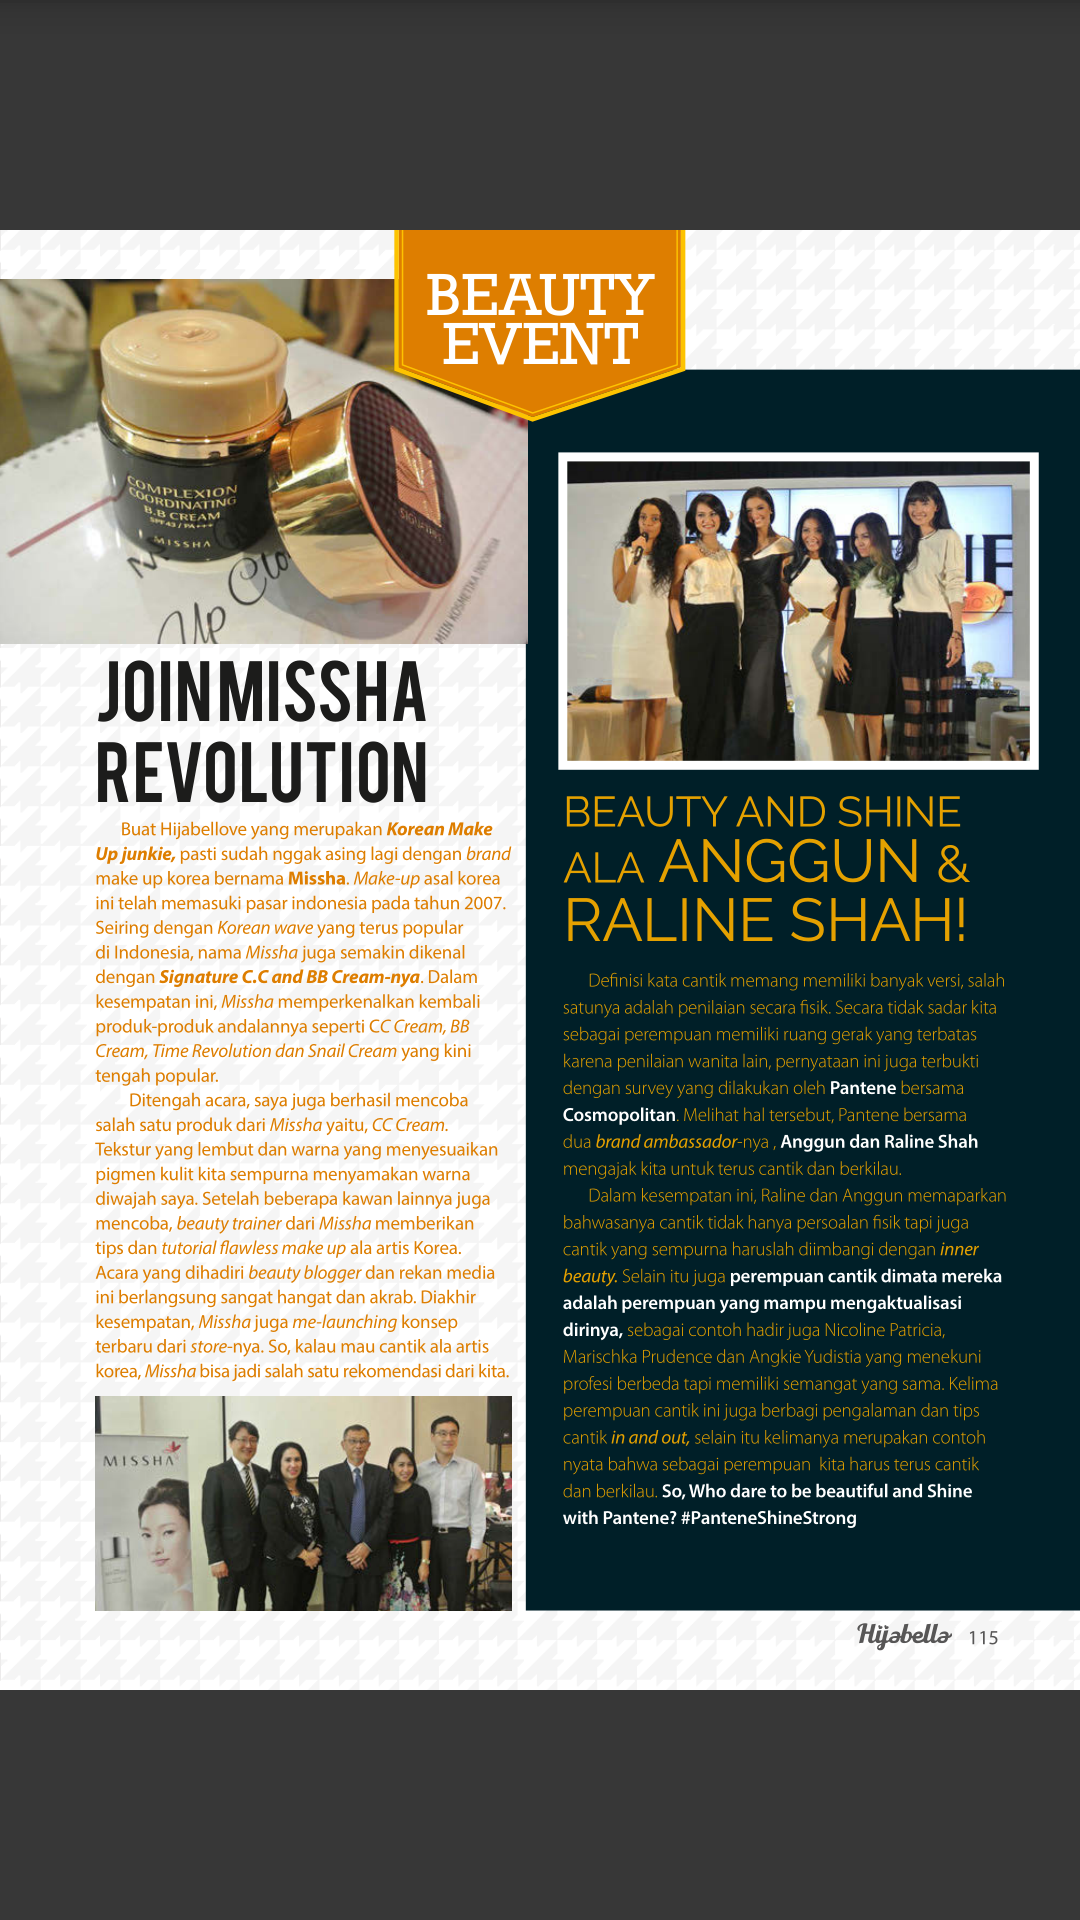 BEAUTY
EVENT
COMPLEXION
COORDINATING
B.B CREAM
SPF43 / PA+++
MISSHA
Up
MIN KOSMETIKA INDONESIA
JOIN MISSHA
REVOLUTION
Buat Hijabellove yang merupakan Korean Make
Up junkie, pasti sudah nggak asing lagi dengan brand
make up korea bernama Missha. Make-up asal korea
ini telah memasuki pasar indonesia pada tahun 2007.
Seiring dengan Korean wave yang terus popular
di Indonesia, nama Missha juga semakin dikenal
dengan Signature C.C and BB Cream-nya. Dalam
kesempatan ini, Missha memperkenalkan kembali
produk-produk andalannya seperti CC Cream, BB
Cream, Time Revolution dan Snail Cream yang kini
tengah popular.
Ditengah acara, saya juga berhasil mencoba
salah satu produk dari Missha yaitu, CC Cream.
Tekstur yang lembut dan warna yang menyesuaikan
pigmen kulit kita sempurna menyamakan warna
diwajah saya. Setelah beberapa kawan lainnya juga
mencoba, beauty trainer dari Missha memberikan
tips dan tutorial flawless make up ala artis Korea.
Acara yang dihadiri beauty blogger dan rekan media
ini berlangsung sangat hangat dan akrab. Diakhir
kesempatan, Missha juga me-launching konsep
terbaru dari store-nya. So, kalau mau cantik ala artis
korea, Missha bisa jadi salah satu rekomendasi dari kita.
MISSHA
BEAUTY AND SHINE
ALA ANGGUN &
RALINE SHAH!
Definisi kata cantik memang memiliki banyak versi, salah
satunya adalah penilaian secara fisik. Secara tidak sadar kita
sebagai perempuan memiliki ruang gerak yang terbatas
karena penilaian wanita lain, pernyataan ini juga terbukti
dengan survey yang dilakukan oleh Pantene bersama
Cosmopolitan. Melihat hal tersebut, Pantene bersama
dua brand ambassador-nya , Anggun dan Raline Shah
mengajak kita untuk terus cantik dan berkilau.
Dalam kesempatan ini, Raline dan Anggun memaparkan
bahwasanya cantik tidak hanya persoalan fisik tapi juga
cantik yang sempurna haruslah diimbangi dengan inner
beauty. Selain itu juga perempuan cantik dimata mereka
adalah perempuan yang mampu mengaktualisasi
dirinya, sebagai contoh hadir juga Nicoline Patricia,
Marischka Prudence dan Angkie Yudistia yang menekuni
profesi berbeda tapi memiliki semangat yang sama. Kelima
perempuan cantik ini juga berbagi pengalaman dan tips
cantik in and out, selain itu kelimanya merupakan contoh
nyata bahwa sebagai perempuan kita harus terus cantik
dan berkilau. So, Who dare to be beautiful and Shine
with Pantene? #PanteneShineStrong
Hijabella 115